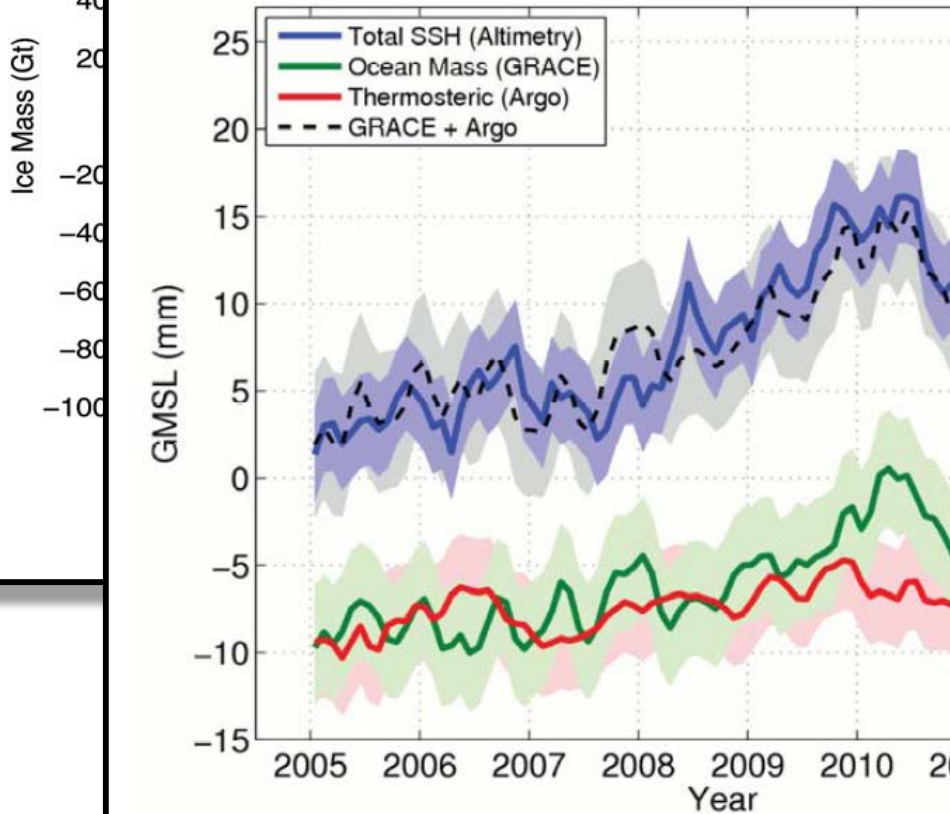 40
20
Ice Mass (Gt)
−20
−40
−60
−80
−100
25
20
15
10
5
0
−5
−10
−15
GMSL (mm)
Total SSH (Altimetry)
Ocean Mass (GRACE)
Thermosteric (Argo)
GRACE + Argo
2005 2006 2007 2008 2009 2010
Year